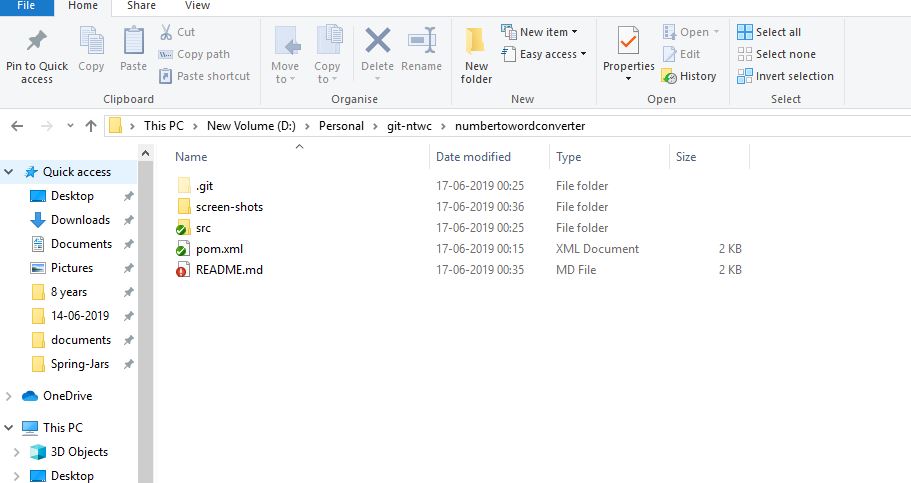 File Home Share View
Pin to Quick access
Copy
Paste
Cut
Copy path
Paste shortcut
Clipboard
Move to
Copy to
Delete
Rename
Organise
New folder
New item
Easy access
New
Properties
Open
Edit
History
Open
Select all
Select none
Invert selection
Select
This PC > New Volume (D:) > Personal > git-ntwc > numbertowordconverter
Name Date modified Type Size
.git 17-06-2019 00:25 File folder
screen-shots 17-06-2019 00:36 File folder
src 17-06-2019 00:25 File folder
pom.xml 17-06-2019 00:15 XML Document 2 KB
README.md 17-06-2019 00:35 MD File 2 KB
Quick access
Desktop
Downloads
Documents
Pictures
8 years
14-06-2019
documents
Spring-Jars
OneDrive
This PC
3D Objects
Desktop